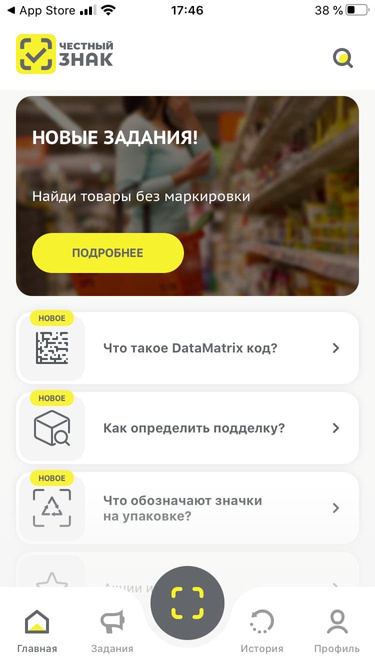 App Store
17:46
38 %
ЧЕСТНЫЙ
ЗНАК
НОВЫЕ ЗАДАНИЯ!
Найди товары без маркировки
ПОДРОБНЕЕ
НОВОЕ
Что такое DataMatrix код?
НОВОЕ
Как определить подделку?
НОВОЕ
Что обозначают значки
на упаковке?
Акции и
Главная
Задания
История
Профиль